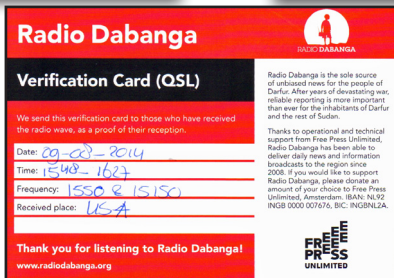 Radio Dabanga
Verification Card (QSL)
We send this verification card to those who have received
the radio wave, as a proof of their reception.
Date: 29-08-2014
Time: 1548-1627
Frequency: 1550 & 15150
Received place: USA
Thank you for listening to Radio Dabanga!
www.radiodabanga.org
RADIO DABANGA
Radio Dabanga is the sole source
of unbiased news for the people of
Darfur. After years of devastating war,
reliable reporting is more important
than ever for the inhabitants of Darfur
and the rest of Sudan.
Thanks to operational and technical
support from Free Press Unlimited,
Radio Dabanga has been able to
deliver daily news and information
broadcasts to the region since
2008. If you would like to support
Radio Dabanga, please donate an
amount of your choice to Free Press
Unlimited, Amsterdam. IBAN: NL92
INGB 0000 007676, BIC: INGBNL2A.
FREE
PRESS
UNLIMITED